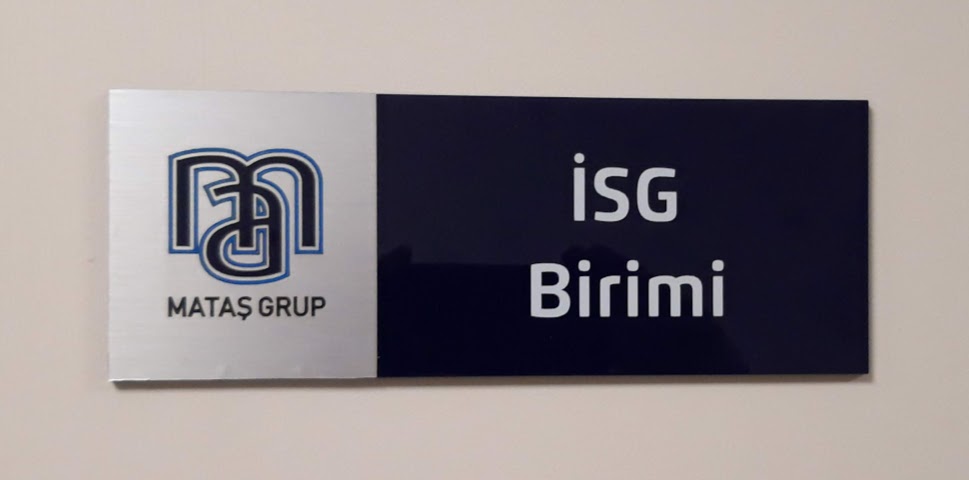 MATAŞ GRUP
İSG
Birimi